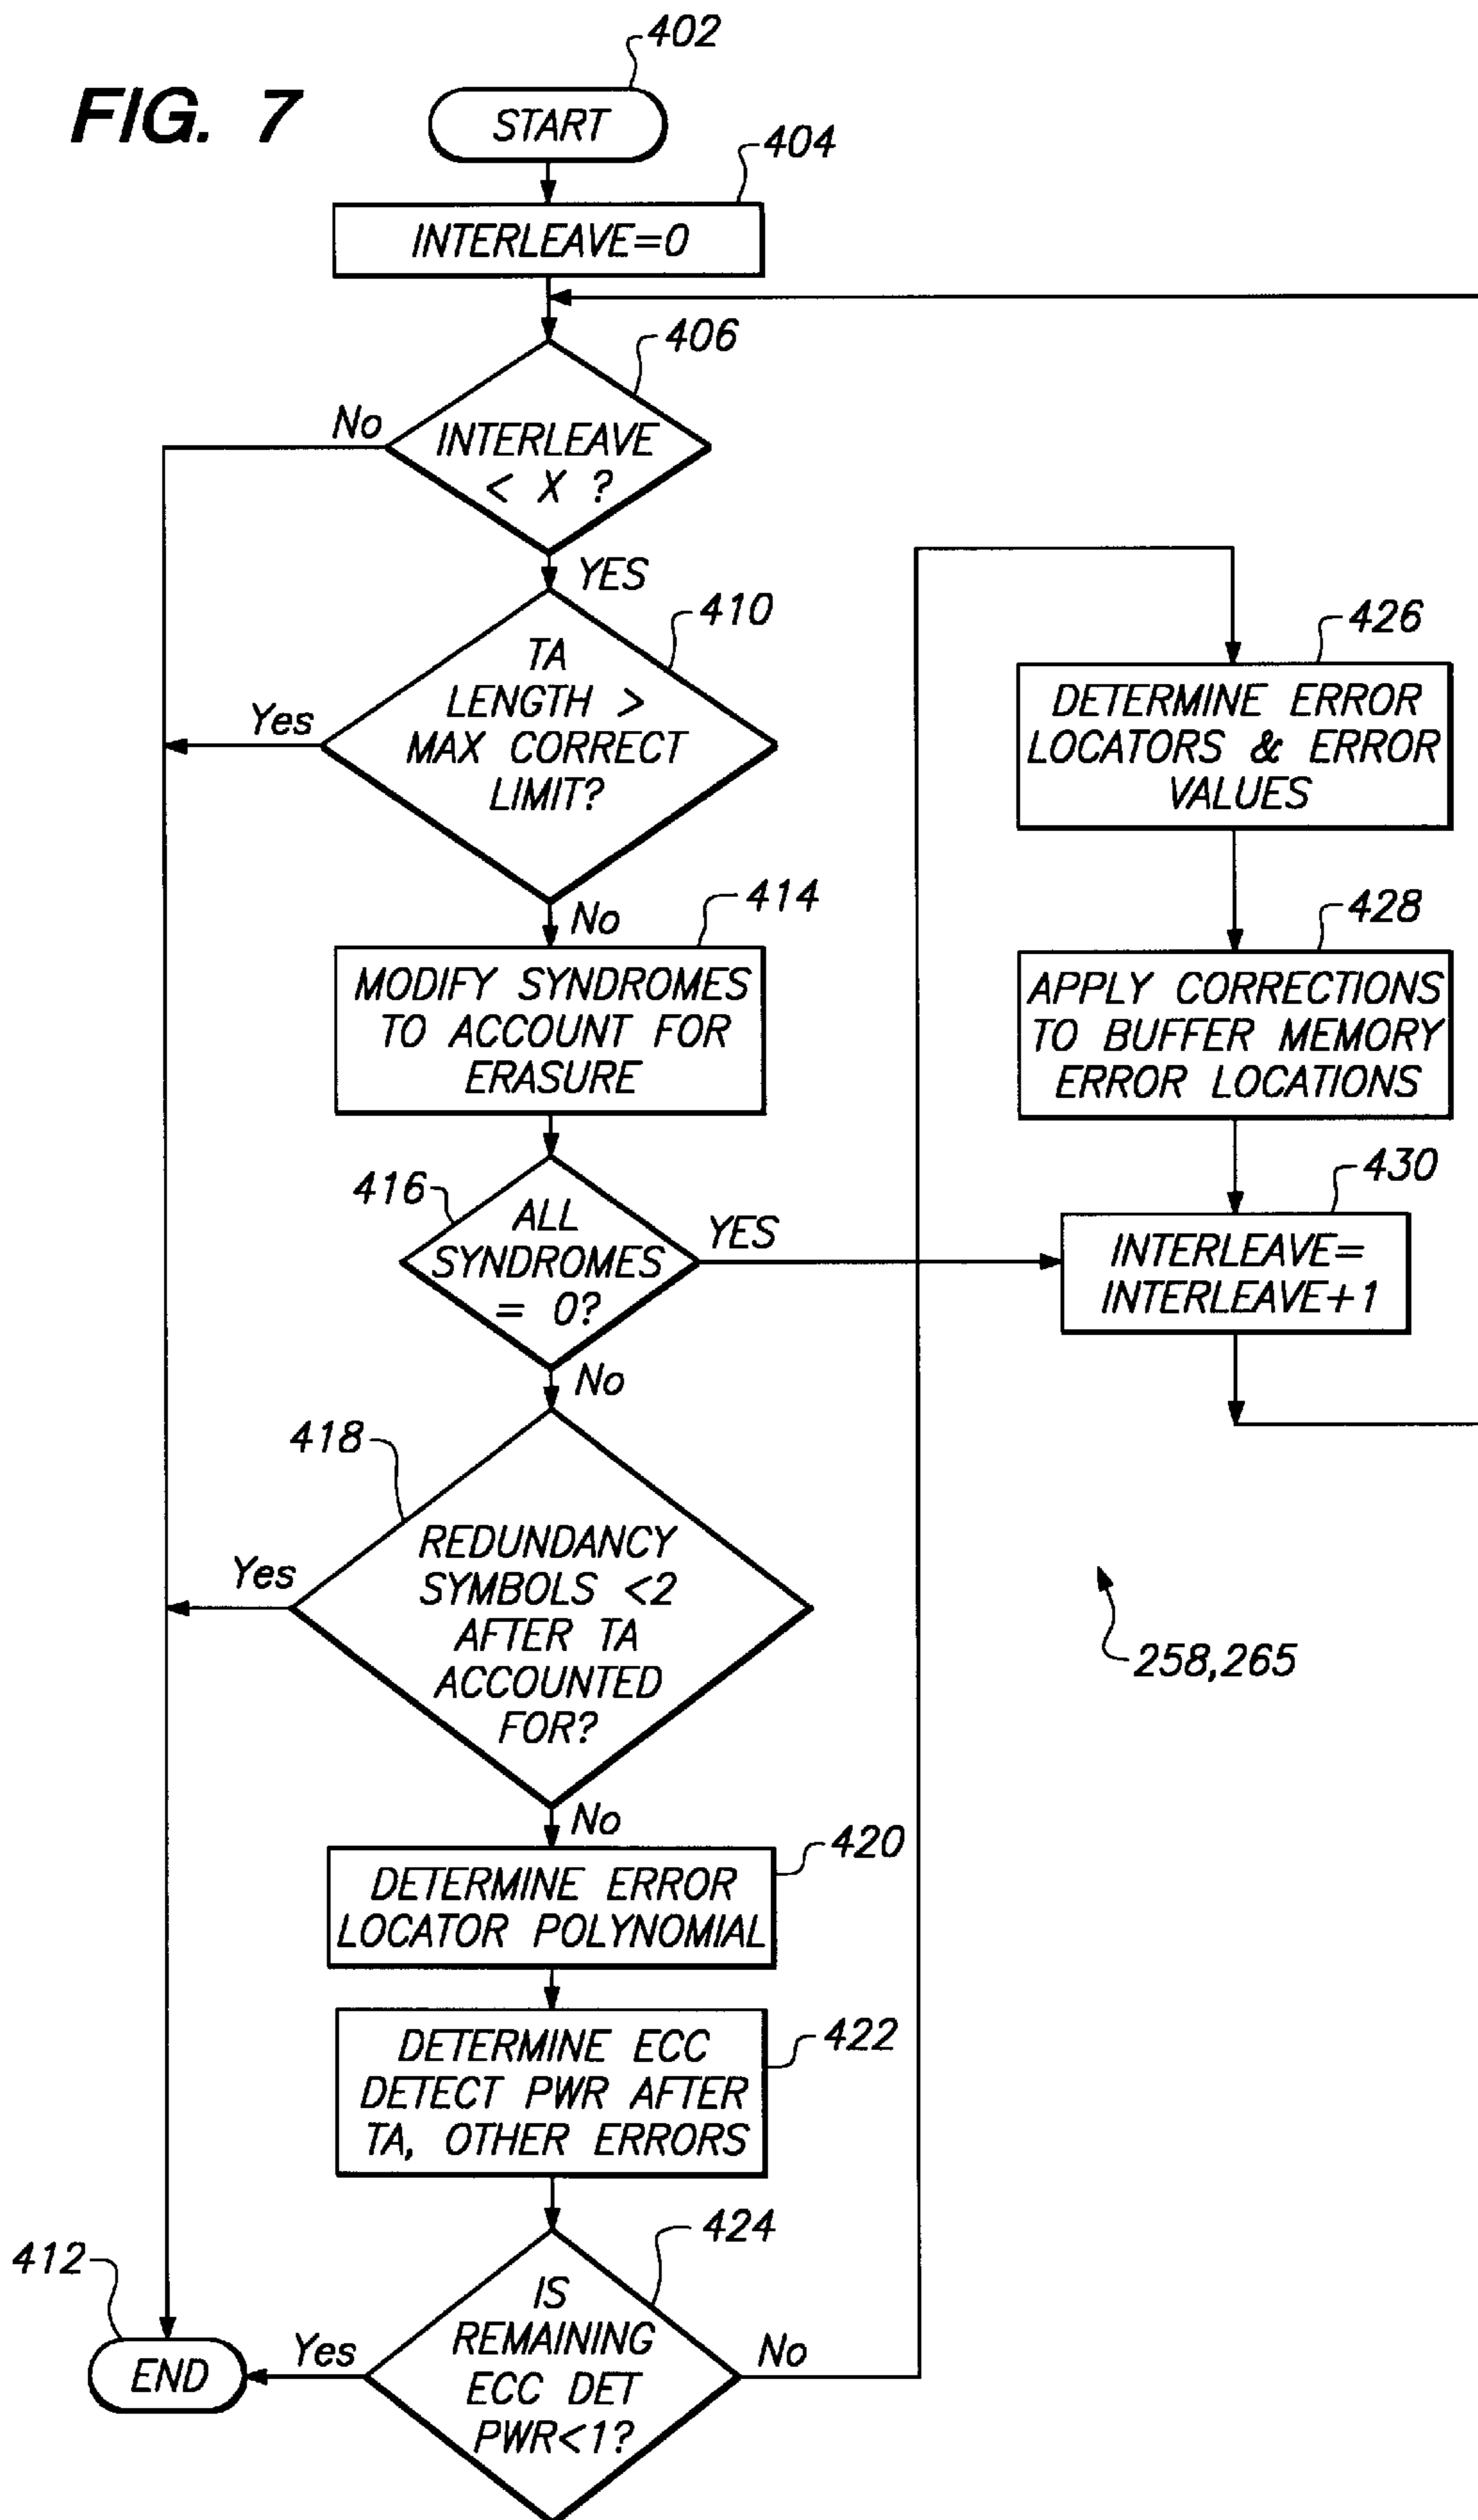 FIG. 7
402
START
404
INTERLEAVE=0
406
INTERLEAVE
< X ?
No
YES
410
TA
LENGTH >
MAX CORRECT
LIMIT?
Yes
No
414
MODIFY SYNDROMES
TO ACCOUNT FOR
ERASURE
416
ALL
SYNDROMES
= 0?
YES
No
418
REDUNDANCY
SYMBOLS <2
AFTER TA
ACCOUNTED
FOR?
Yes
No
420
DETERMINE ERROR
LOCATOR POLYNOMIAL
422
DETERMINE ECC
DETECT PWR AFTER
TA, OTHER ERRORS
424
IS
REMAINING
ECC DET
PWR<1?
Yes
No
412
END
426
DETERMINE ERROR
LOCATORS & ERROR
VALUES
428
APPLY CORRECTIONS
TO BUFFER MEMORY
ERROR LOCATIONS
430
INTERLEAVE=
INTERLEAVE+1
258,265